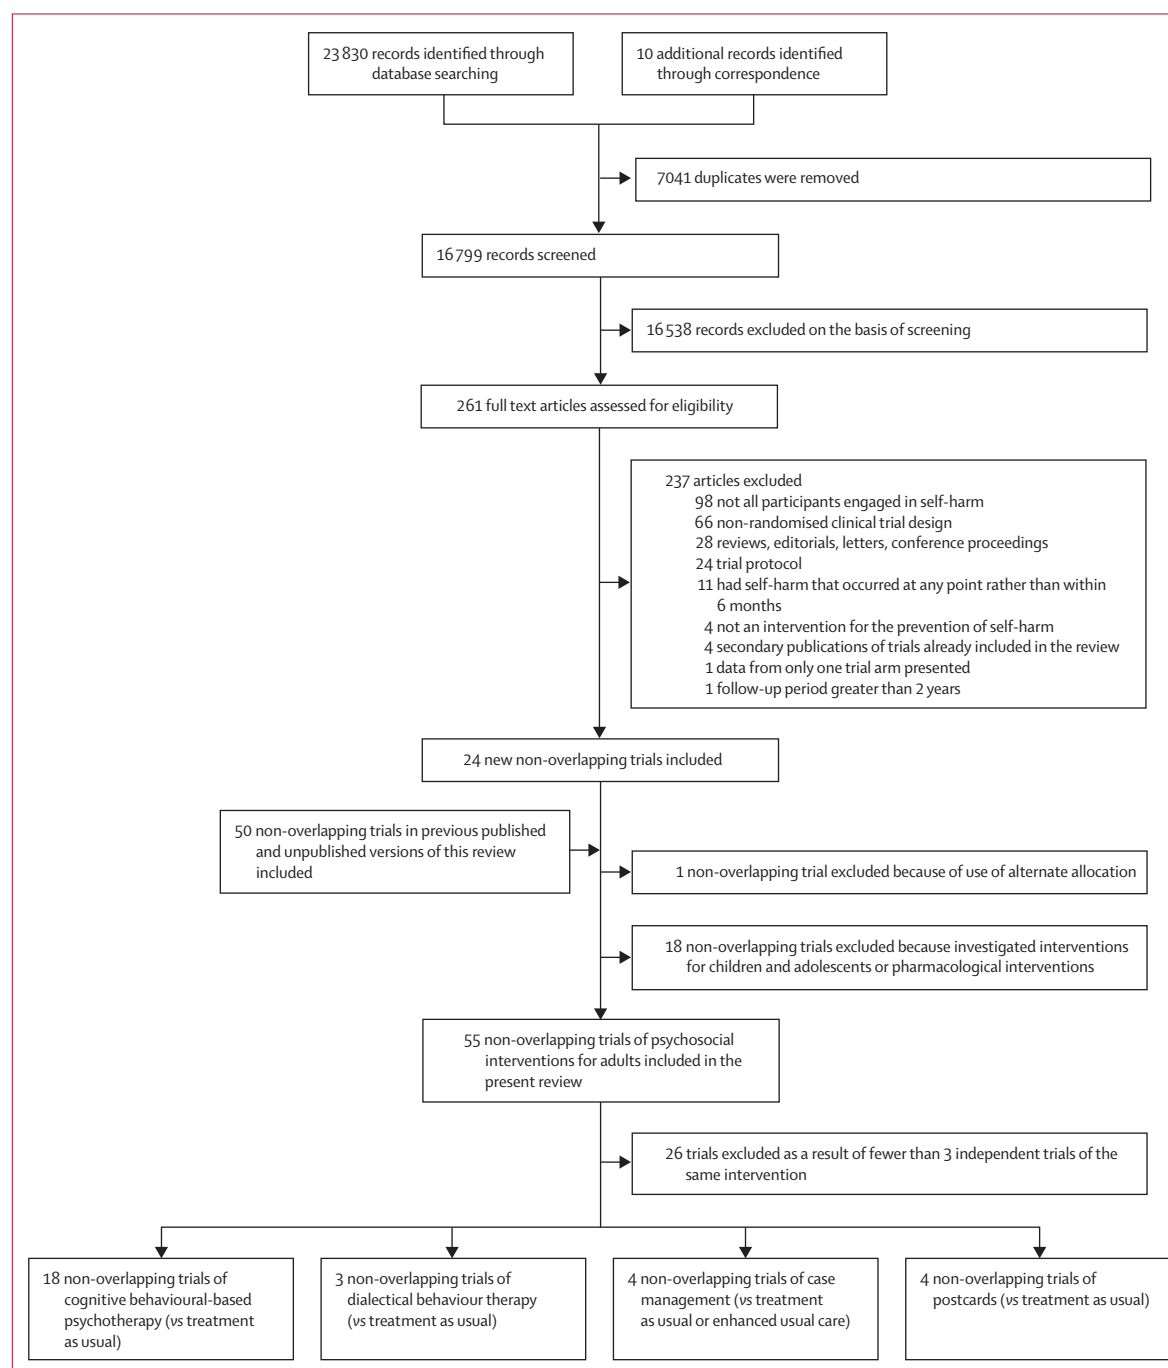 23 830 records identified through
database searching
10 additional records identified
through correspondence
7041 duplicates were removed
16 799 records screened
16 538 records excluded on the basis of screening
261 full text articles assessed for eligibility
237 articles excluded
98 not all participants engaged in self-harm
66 non-randomised clinical trial design
28 reviews, editorials, letters, conference proceedings
24 trial protocol
11 had self-harm that occurred at any point rather than within
6 months
4 not an intervention for the prevention of self-harm
4 secondary publications of trials already included in the review
1 data from only one trial arm presented
1 follow-up period greater than 2 years
24 new non-overlapping trials included
50 non-overlapping trials in previous published
and unpublished versions of this review
included
1 non-overlapping trial excluded because of use of alternate allocation
18 non-overlapping trials excluded because investigated interventions
for children and adolescents or pharmacological interventions
55 non-overlapping trials of psychosocial
interventions for adults included in the
present review
26 trials excluded as a result of fewer than 3 independent trials of the
same intervention
18 non-overlapping trials of
cognitive behavioural-based
psychotherapy (vs treatment
as usual)
3 non-overlapping trials of
dialectical behaviour therapy
(vs treatment as usual)
4 non-overlapping trials of case
management (vs treatment
as usual or enhanced usual care)
4 non-overlapping trials of
postcards (vs treatment as usual)